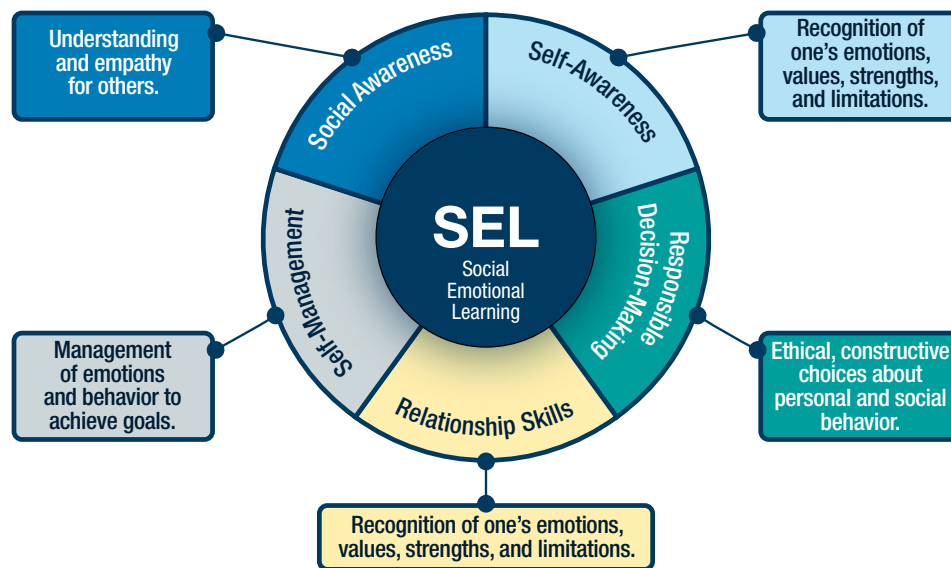 Understanding
and empathy
for others.
Social Awareness
Self-Awareness
Recognition of
one’s emotions,
values, strengths,
and limitations.
SEL
Social
Emotional
Learning
Self-Management
Responsible
Decision-Making
Relationship Skills
Management
of emotions
and behavior to
achieve goals.
Ethical, constructive
choices about
personal and social
behavior.
Recognition of one’s emotions,
values, strengths, and limitations.